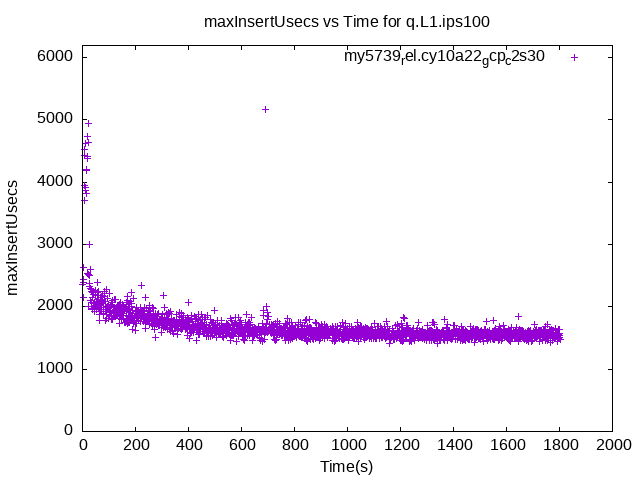 maxInsertUsecs vs Time for q.L1.ips100
my5739rel.cy10a22gcpc2s30
6000
5000
4000
3000
2000
1000
0
maxInsertUsecs
0 200 400 600 800 1000 1200 1400 1600 1800 2000
Time(s)